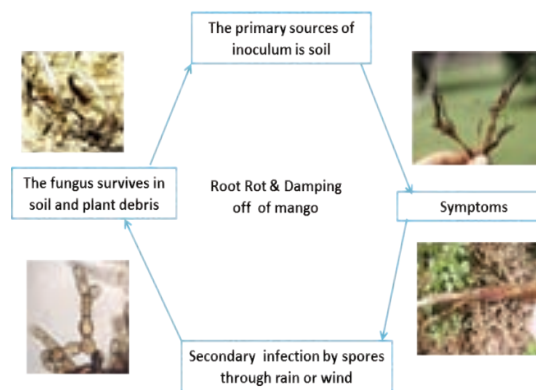 The primary sources of
inoculum is soil
The fungus survives in
soil and plant debris
Root Rot & Damping
off of mango
Symptoms
Secondary infection by spores
through rain or wind